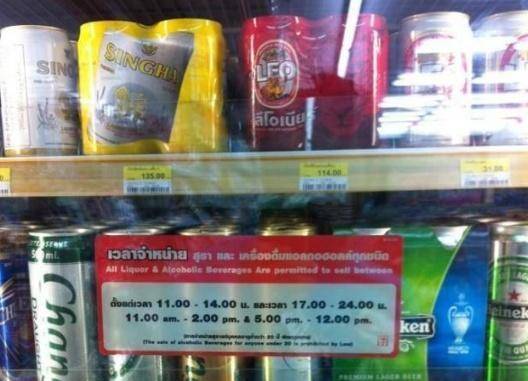 SING
SINGHA
LEO
ลีโอเบีย
135.00
114.00
31.00
500ml.
Chang
เวลาจำหน่าย สุรา และ เครื่องดื่มแอลกอฮอล์ทุกชนิด
All Liquor & Alcoholic Beverages Are permitted to sell between
ตั้งแต่เวลา 11.00 - 14.00 น. และเวลา 17.00 - 24.00 น.
11.00 am. - 2.00 pm. & 5.00 pm. - 12.00 pm.
(The sale of alcoholic Beverages for anyone under 20 is prohibited by Law)
ken
Heineke
PREMIUM LAGER BEER